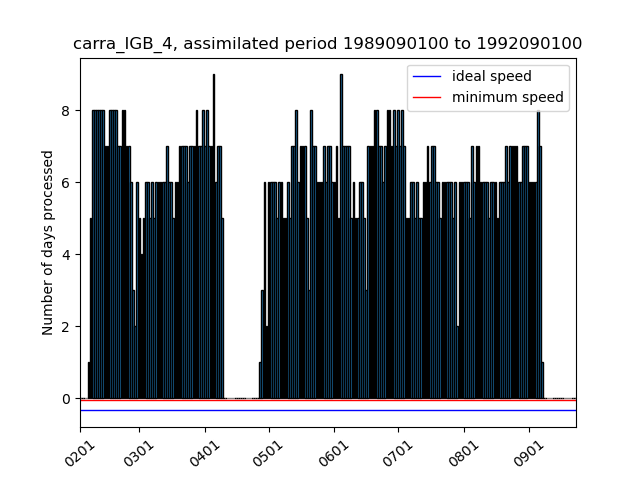 carra_IGB_4, assimilated period 1989090100 to 1992090100
ideal speed
minimum speed
Number of days processed
8
6
4
2
0
0201 0301 0401 0501 0601 0701 0801 0901